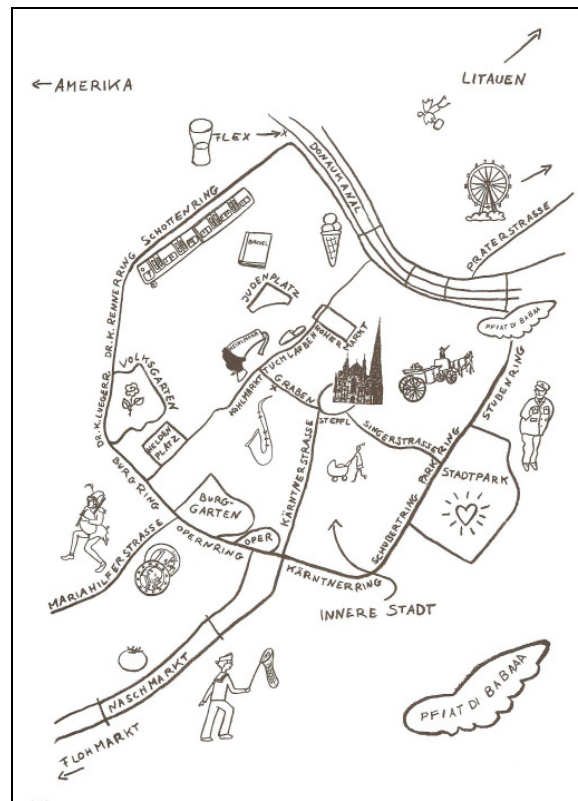 ← AMERIKA
LITAUEN
FLEX → x
DONAUKANAL
PRATERSTRASSE
SCHOTTENRING
DR. K. RENNERRING
JUDENPLATZ
HOHER MARKT
TUCHLAUBEN
PFIAT DI BABAA
DR. K. LUEGERR.
VOLKSGARTEN
KOHLMARKT
GRABEN
STEPFL
SINGERSTRASSE
STUBENRING
HELDEN
PLATZ
PARKRING
STADTPARK
BURGRING
BURG-
GARTEN
KÄRNTNERSTRASSE
SCHUBERTRING
OPERNRING
OPER
MARIAHILFERSTRASSE
KÄRNTNERRING
INNERE STADT
NASCHMARKT
PFIAT DI BABAAA
FLOHMARKT